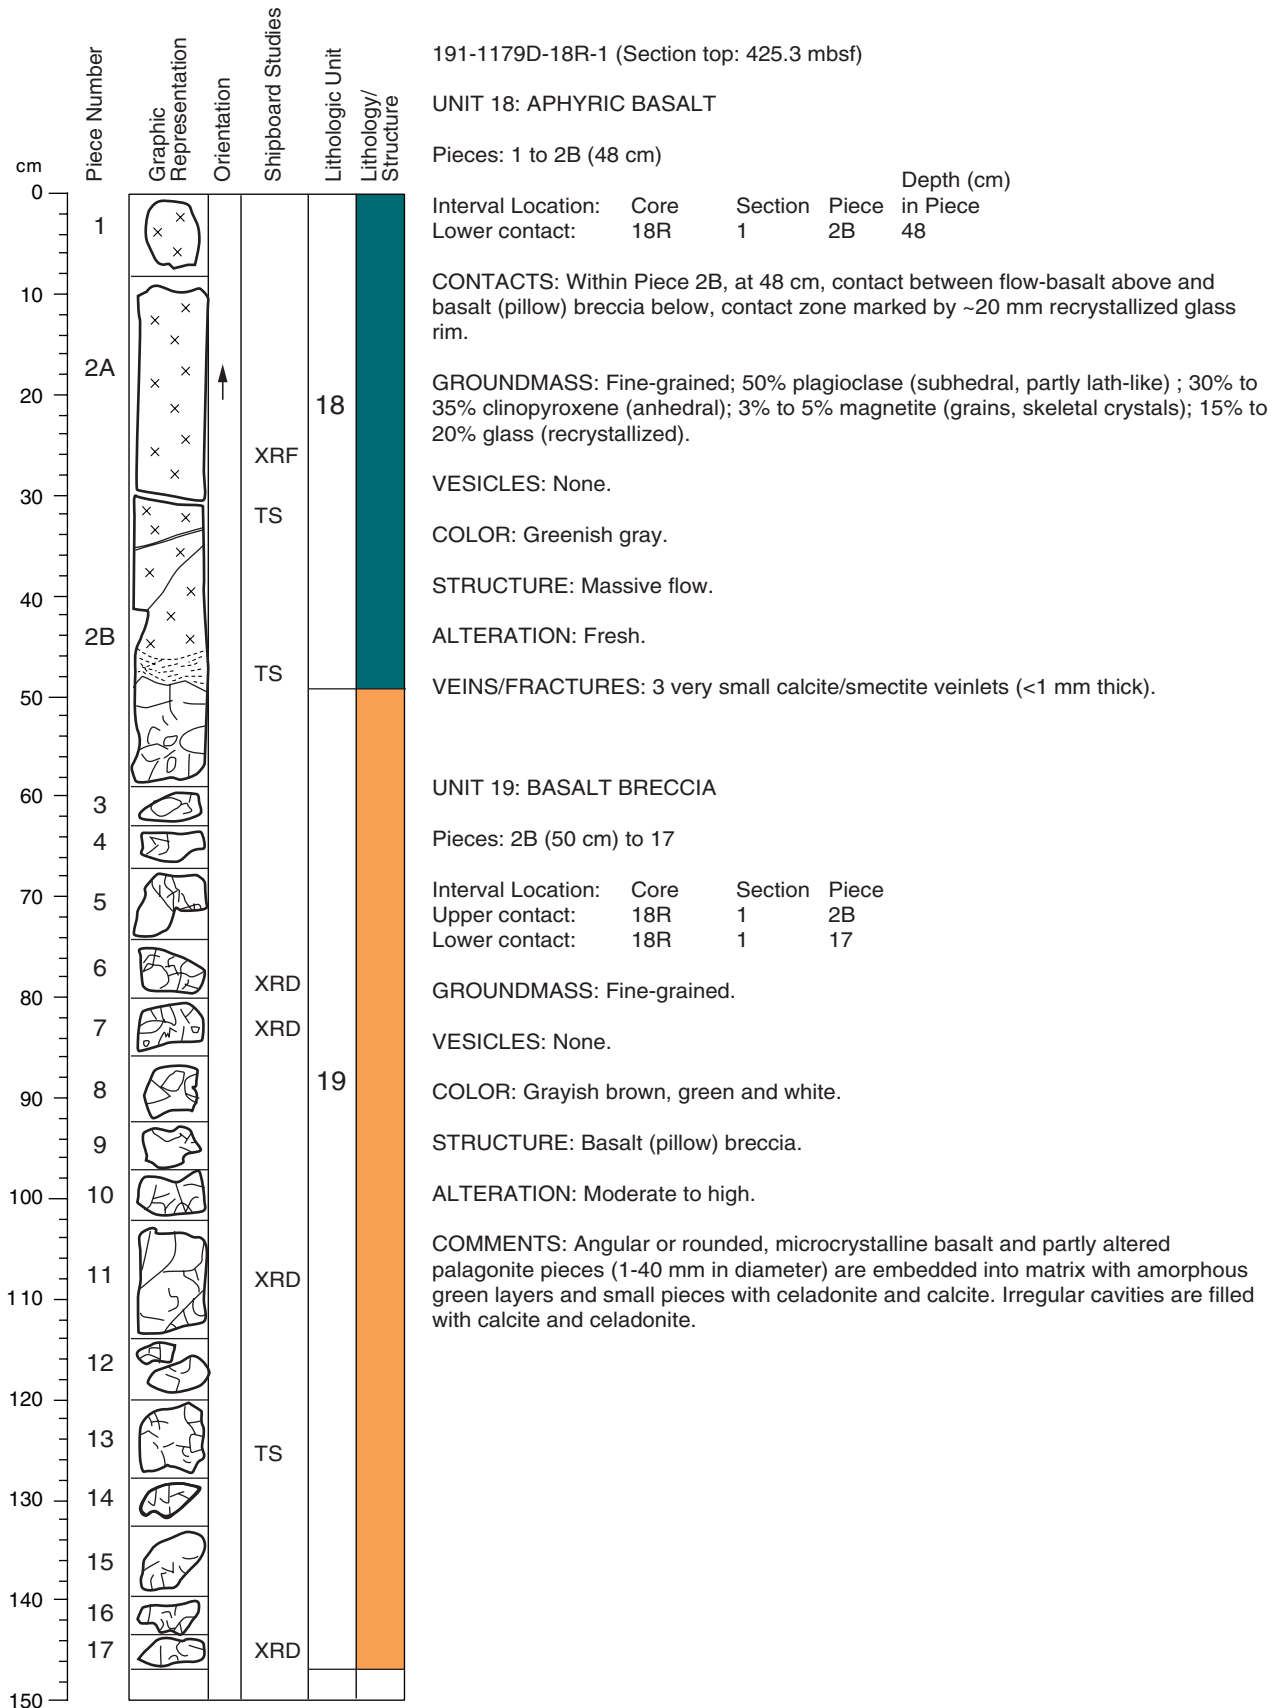 cm
Piece Number
Graphic
Representation
Orientation
Shipboard Studies
Lithologic Unit
Lithology/
Structure
0
10
20
30
40
50
60
70
80
90
100
110
120
130
140
150
1
2A
2B
3
4
5
6
7
8
9
10
11
12
13
14
15
16
17
XRF
TS
TS
XRD
XRD
XRD
TS
XRD
18
19
191-1179D-18R-1 (Section top: 425.3 mbsf)
UNIT 18: APHYRIC BASALT
Pieces: 1 to 2B (48 cm)
Depth (cm)
Interval Location: Core Section Piece in Piece
Lower contact: 18R 1 2B 48
CONTACTS: Within Piece 2B, at 48 cm, contact between flow-basalt above and
basalt (pillow) breccia below, contact zone marked by ~20 mm recrystallized glass
rim.
GROUNDMASS: Fine-grained; 50% plagioclase (subhedral, partly lath-like) ; 30% to
35% clinopyroxene (anhedral); 3% to 5% magnetite (grains, skeletal crystals); 15% to
20% glass (recrystallized).
VESICLES: None.
COLOR: Greenish gray.
STRUCTURE: Massive flow.
ALTERATION: Fresh.
VEINS/FRACTURES: 3 very small calcite/smectite veinlets (<1 mm thick).
UNIT 19: BASALT BRECCIA
Pieces: 2B (50 cm) to 17
Interval Location: Core Section Piece
Upper contact: 18R 1 2B
Lower contact: 18R 1 17
GROUNDMASS: Fine-grained.
VESICLES: None.
COLOR: Grayish brown, green and white.
STRUCTURE: Basalt (pillow) breccia.
ALTERATION: Moderate to high.
COMMENTS: Angular or rounded, microcrystalline basalt and partly altered
palagonite pieces (1-40 mm in diameter) are embedded into matrix with amorphous
green layers and small pieces with celadonite and calcite. Irregular cavities are filled
with calcite and celadonite.